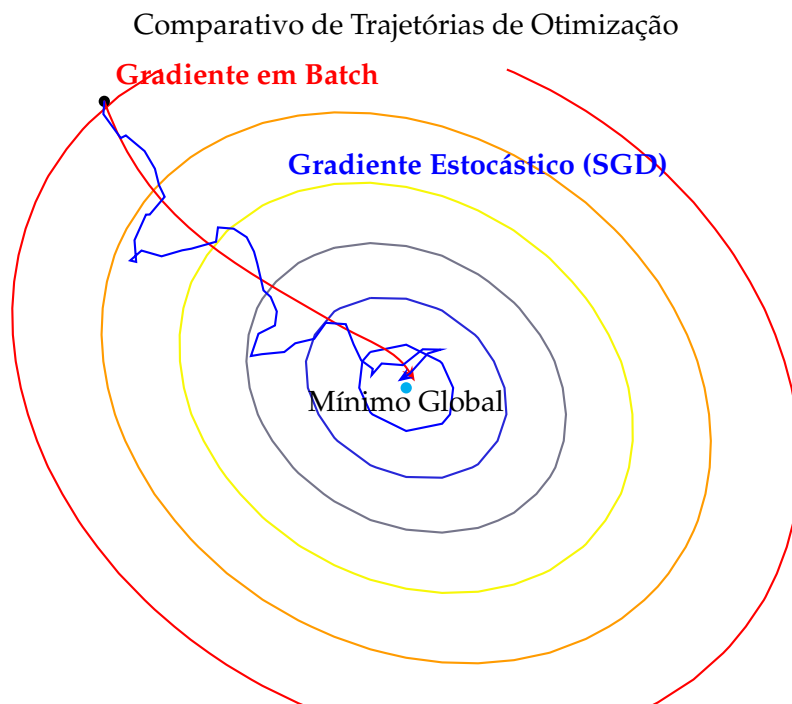 Comparativo de Trajetórias de Otimização
Gradiente em Batch
Gradiente Estocástico (SGD)
Mínimo Global